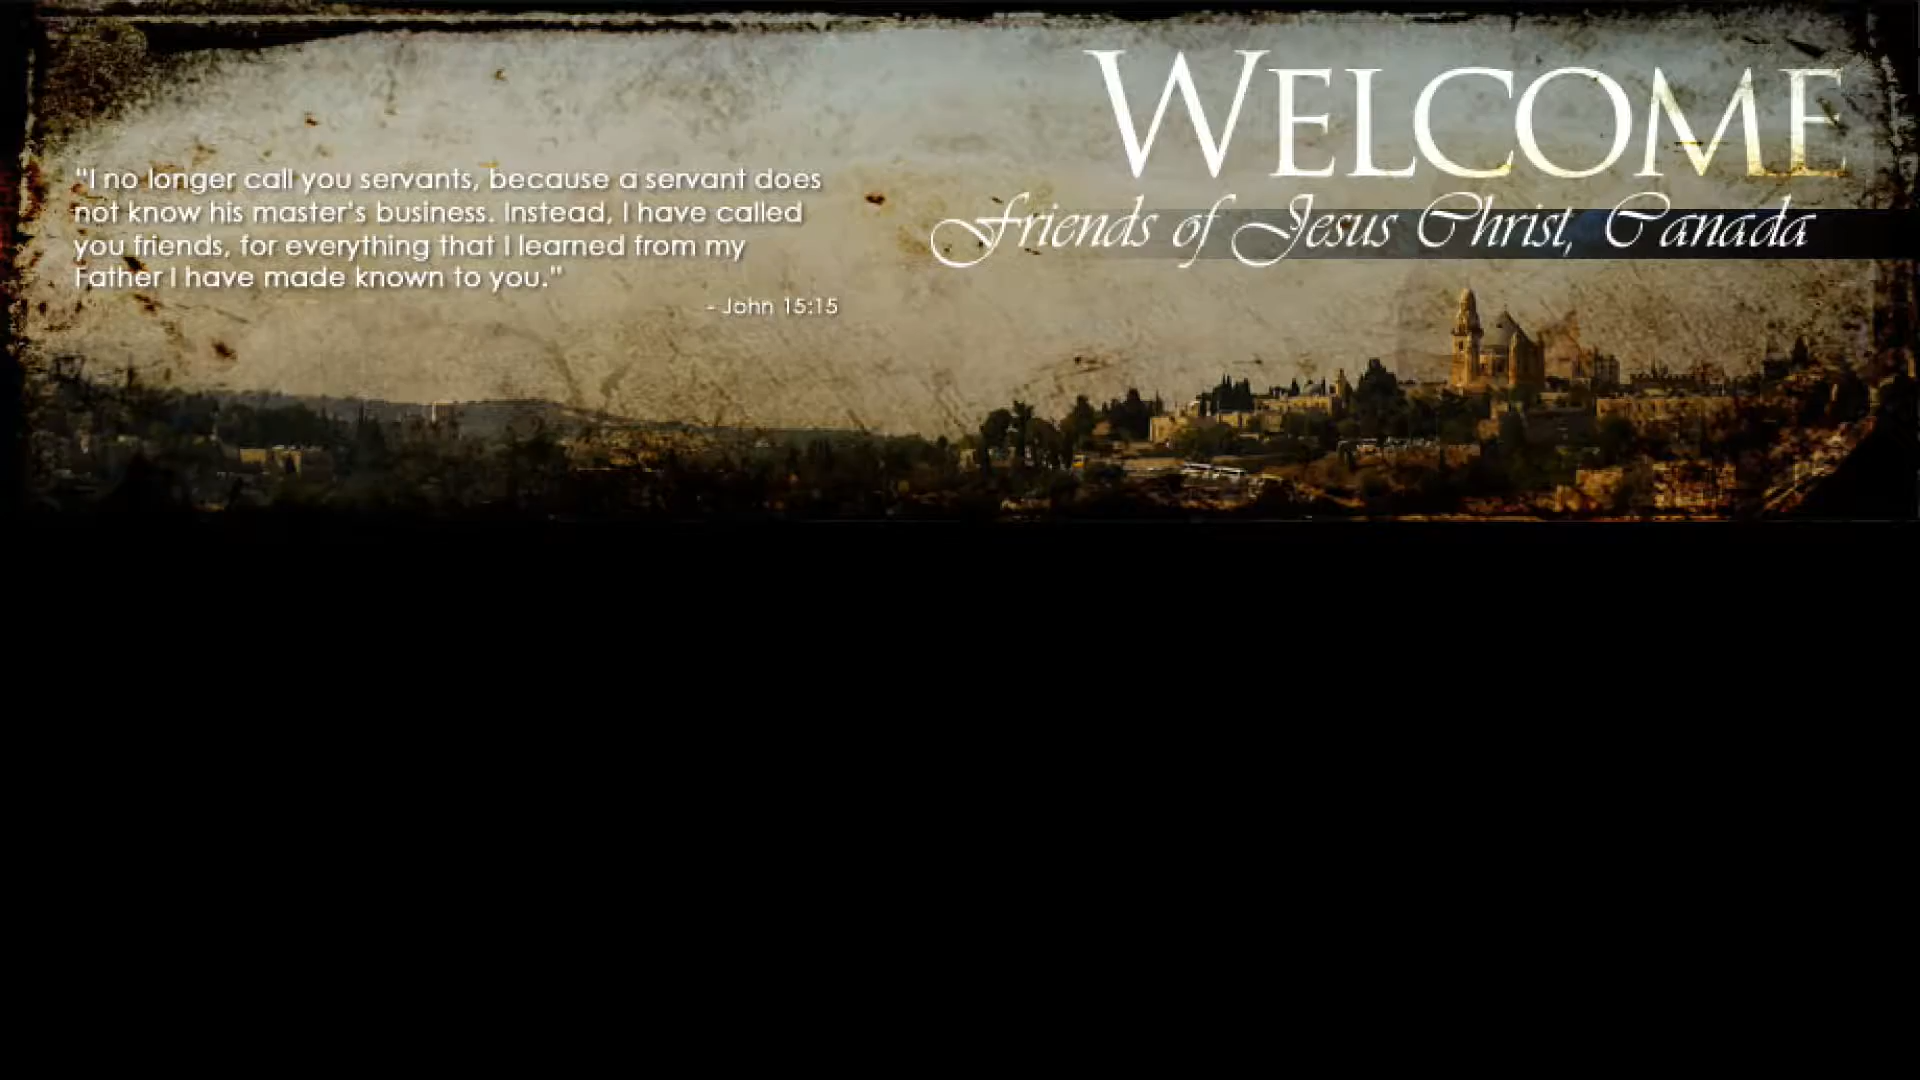 WELCOME
Friends of Jesus Christ, Canada
“I no longer call you servants, because a servant does
not know his master's business. Instead, I have called
you friends, for everything that I learned from my
Father I have made known to you.”
- John 15:15